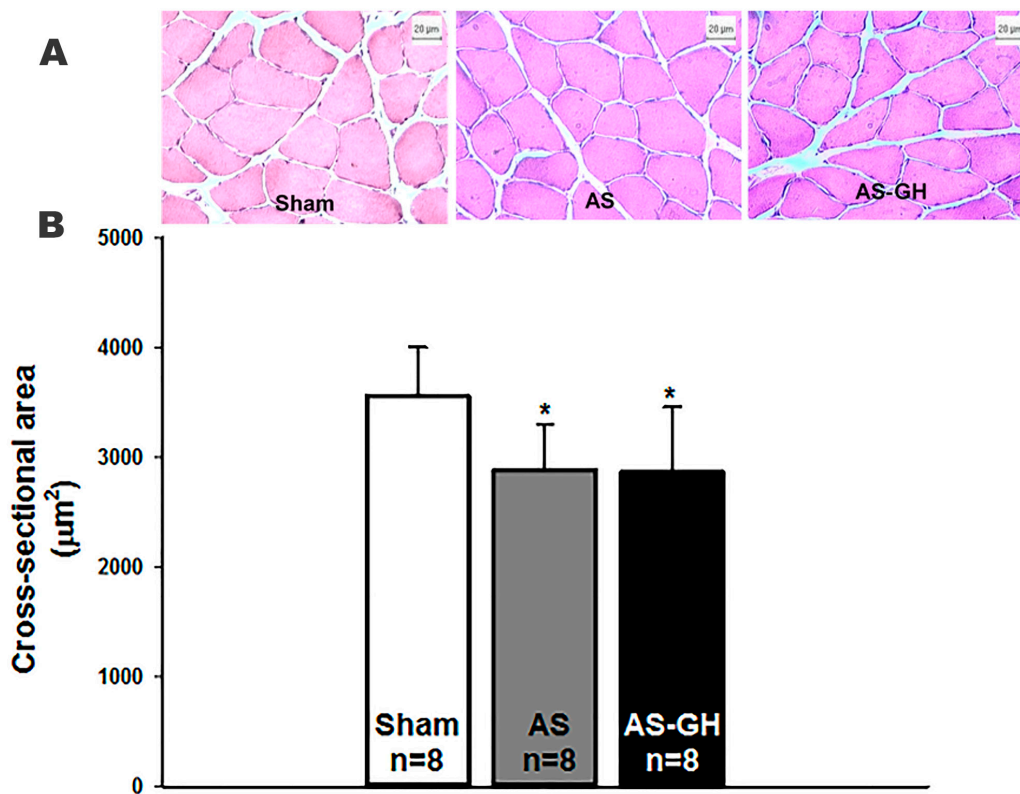 A
20 µm
20 µm
20 µm
Sham
AS
AS-GH
B
5000
4000
3000
2000
1000
0
Cross-sectional area
(µm²)
*
*
Sham
n=8
AS
n=8
AS-GH
n=8